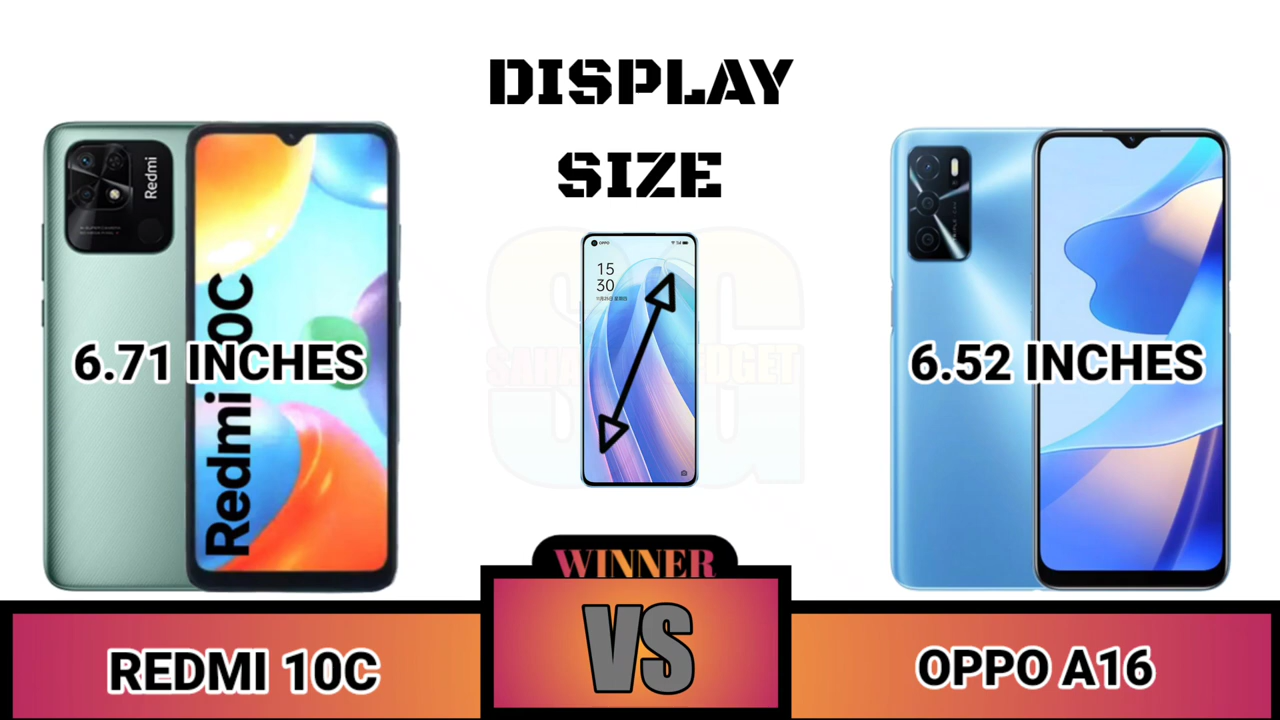 DISPLAY
SIZE
Redmi
Redmi 10C
6.71 INCHES
OPPO
15
30
6.52 INCHES
WINNER
VS
REDMI 10C
OPPO A16